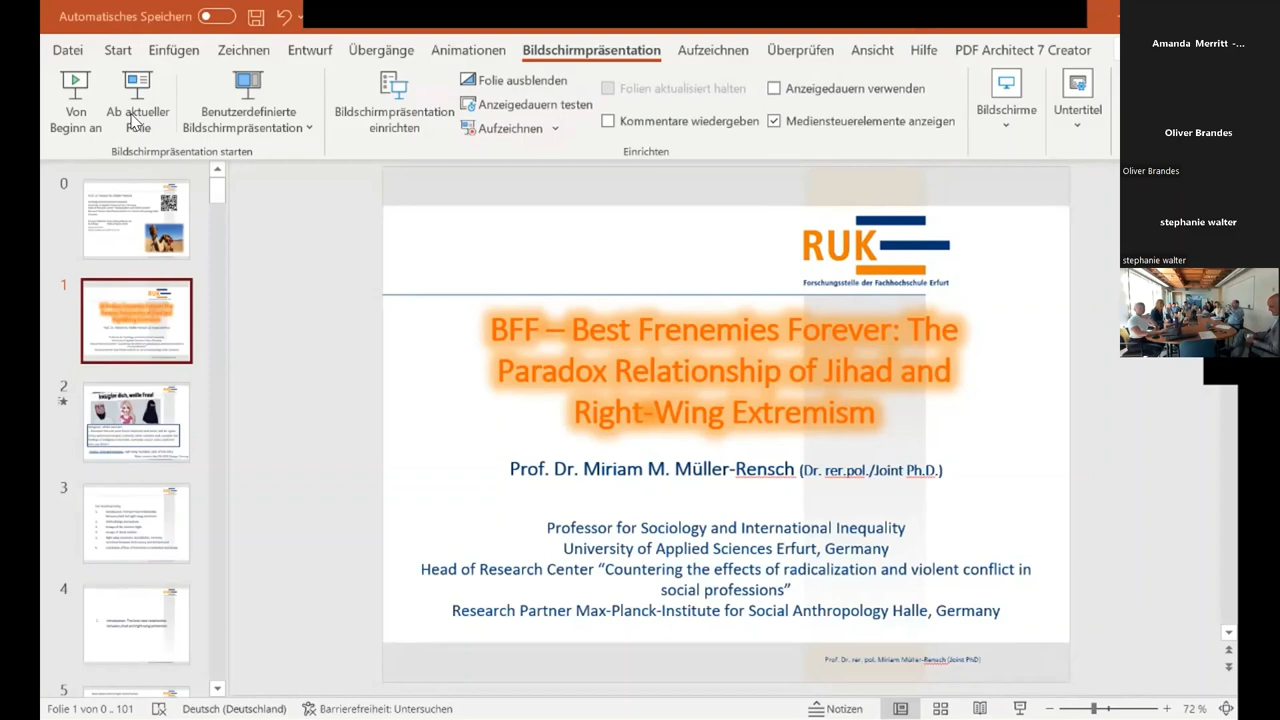 Automatisches Speichern
Datei Start Einfügen Zeichnen Entwurf Übergänge Animationen Bildschirmpräsentation Aufzeichnen Überprüfen Ansicht Hilfe PDF Architect 7 Creator
Von Beginn an
Ab aktueller
Benutzerdefinierte Bildschirmpräsentation
Bildschirmpräsentation starten
Bildschirmpräsentation einrichten
Folie ausblenden
Anzeigedauern testen
Aufzeichnen
Folien aktualisiert halten
Kommentare wiedergeben
Anzeigedauern verwenden
Mediensteuerelemente anzeigen
Einrichten
Bildschirme
Untertitel
Amanda Merritt -...
Oliver Brandes
Oliver Brandes
stephanie walter
stephanie walter
0
1
2
3
4
5
RUK
Forschungsstelle der Fachhochschule Erfurt
BFF – Best Frenemies Forever: The
Paradox Relationship of Jihad and
Right-Wing Extremism
Prof. Dr. Miriam M. Müller-Rensch (Dr. rer.pol./Joint Ph.D.)
Professor for Sociology and International Inequality
University of Applied Sciences Erfurt, Germany
Head of Research Center “Countering the effects of radicalization and violent conflict in
social professions”
Research Partner Max-Planck-Institute for Social Anthropology Halle, Germany
Prof. Dr. rer. pol. Miriam Müller-Rensch (Joint PhD)
Folie 1 von 0 .. 101 Deutsch (Deutschland) Barrierefreiheit: Untersuchen Notizen 72 %